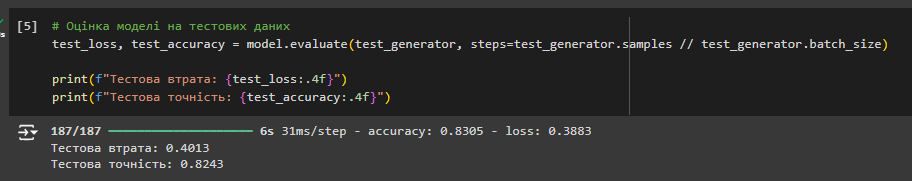 [5] # Оцінка моделі на тестових даних
test_loss, test_accuracy = model.evaluate(test_generator, steps=test_generator.samples // test_generator.batch_size)
print(f"Тестова втрата: {test_loss:.4f}")
print(f"Тестова точність: {test_accuracy:.4f}")
187/187 ━━━━━━━━━━━━━━━━━━━━ 6s 31ms/step - accuracy: 0.8305 - loss: 0.3883
Тестова втрата: 0.4013
Тестова точність: 0.8243